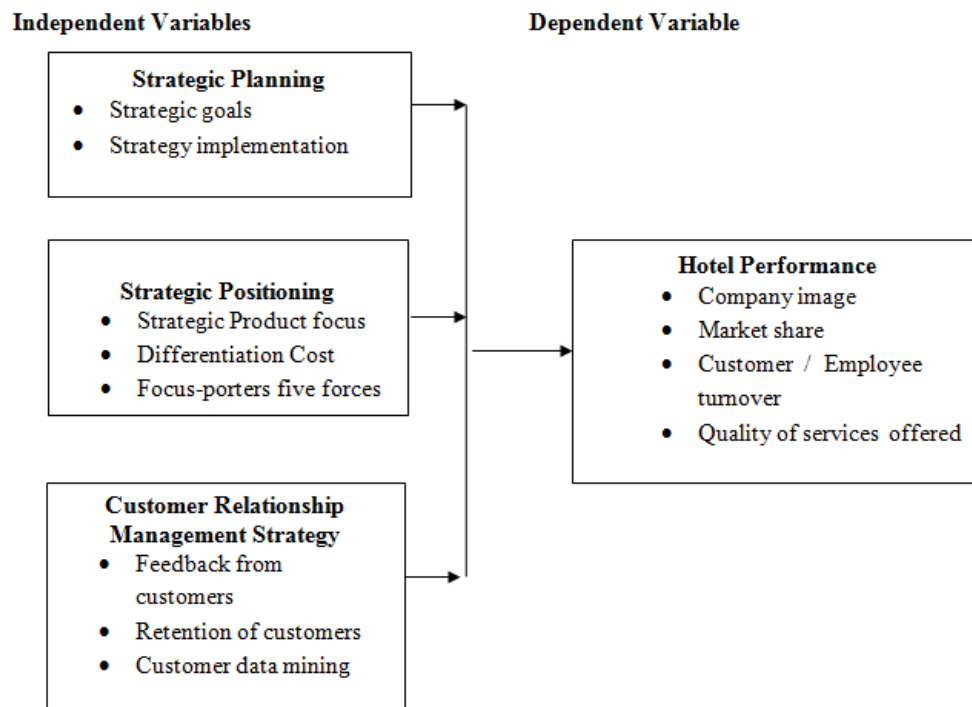 Independent Variables
Dependent Variable
Strategic Planning
• Strategic goals
• Strategy implementation
Strategic Positioning
• Strategic Product focus
• Differentiation Cost
• Focus-porters five forces
Customer Relationship
Management Strategy
• Feedback from
customers
• Retention of customers
• Customer data mining
Hotel Performance
• Company image
• Market share
• Customer / Employee
turnover
• Quality of services offered